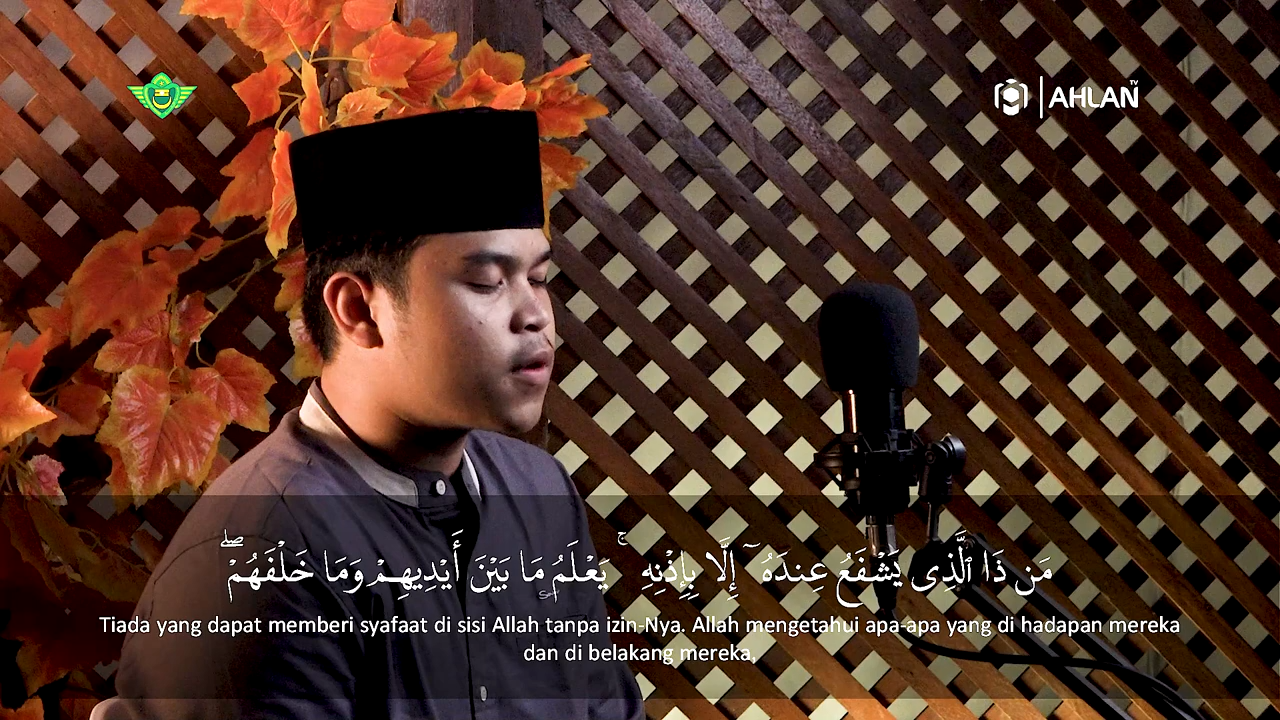 AHLAN TV
مَن ذَا ٱلَّذِى يَشْفَعُ عِندَهُۥٓ إِلَّا بِإِذْنِهِۦ ۚ يَعْلَمُ مَا بَيْنَ أَيْدِيهِمْ وَمَا خَلْفَهُمْ ۖ
Tiada yang dapat memberi syafaat di sisi Allah tanpa izin-Nya. Allah mengetahui apa-apa yang di hadapan mereka
dan di belakang mereka,